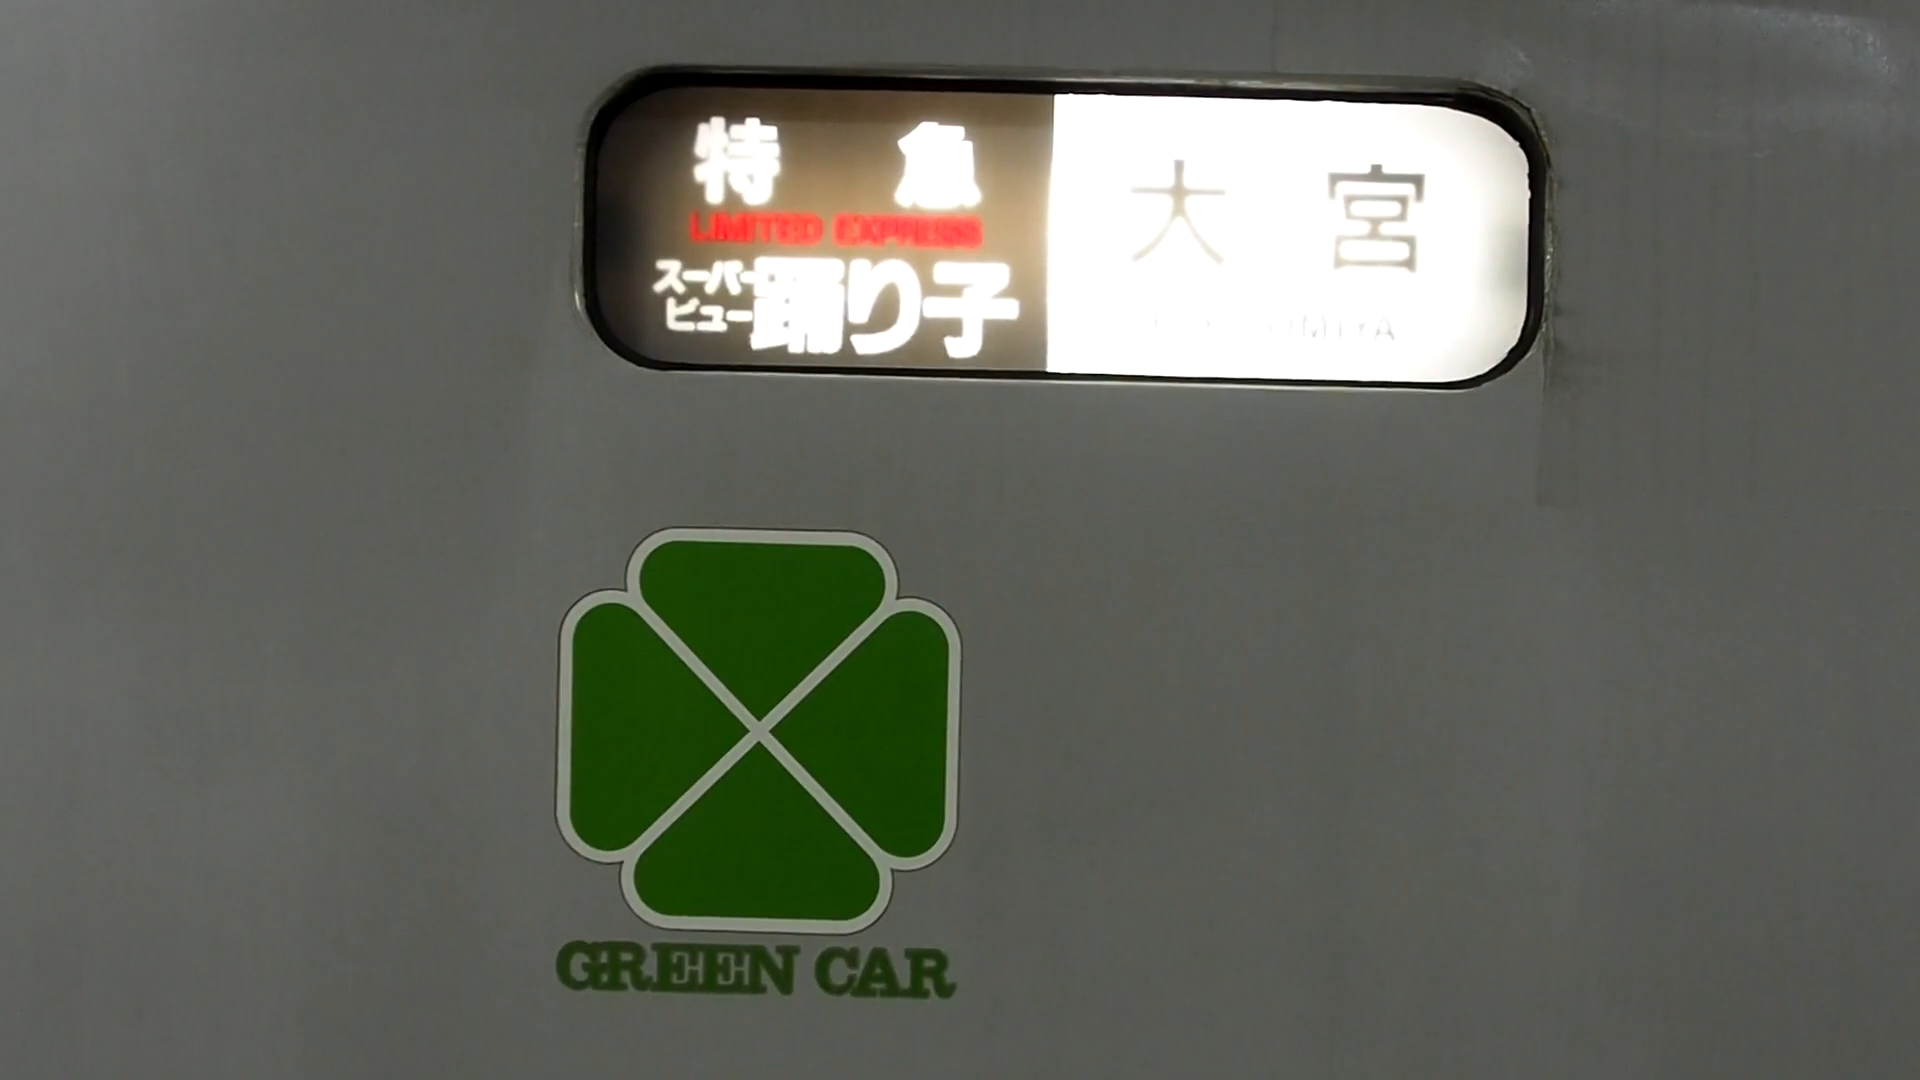 特急
LIMITED EXPRESS
スーパー
ビュー
踊り子
大宮
GREEN CAR